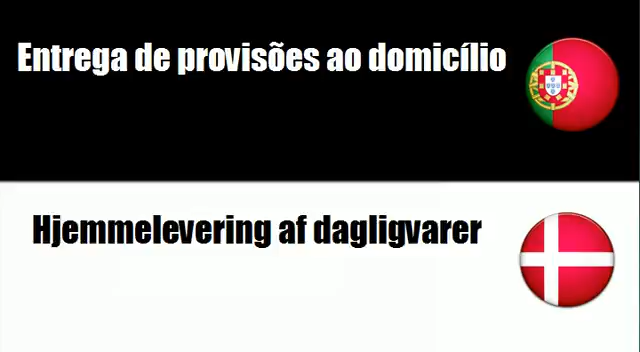 Entrega de provisões ao domicílio
Hjemmelevering af dagligvarer